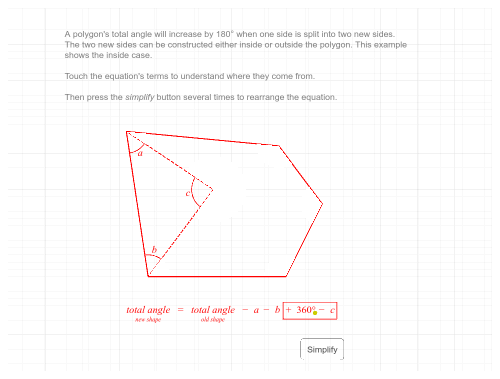 A polygon's total angle will increase by 180° when one side is split into two new sides.
The two new sides can be constructed either inside or outside the polygon. This example
shows the inside case.
Touch the equation's terms to understand where they come from.
Then press the simplify button several times to rearrange the equation.
a
c
b
total angle = total angle − a − b + 360° − c
new shape old shape
Simplify